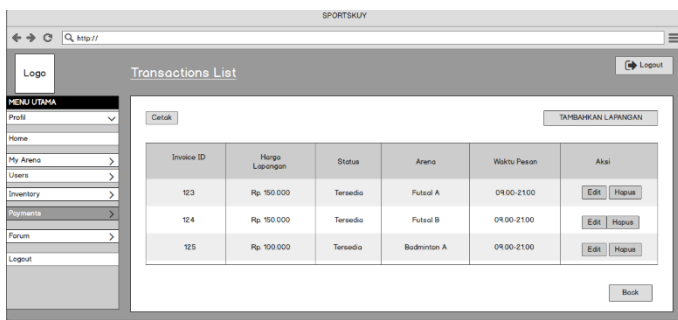 SPORTSKUY
http://
Logo
Transactions List
Logout
MENU UTAMA
Profil
Home
My Arena
Users
Inventory
Payments
Forum
Logout
Cetak
TAMBAHKAN LAPANGAN
Invoice ID Harga Lapangan Status Arena Waktu Pesan Aksi
123 Rp. 150.000 Tersedia Futsal A 09.00-21.00 Edit Hapus
124 Rp. 150.000 Tersedia Futsal B 09.00-21.00 Edit Hapus
125 Rp. 100.000 Tersedia Badminton A 09.00-21.00 Edit Hapus
Back